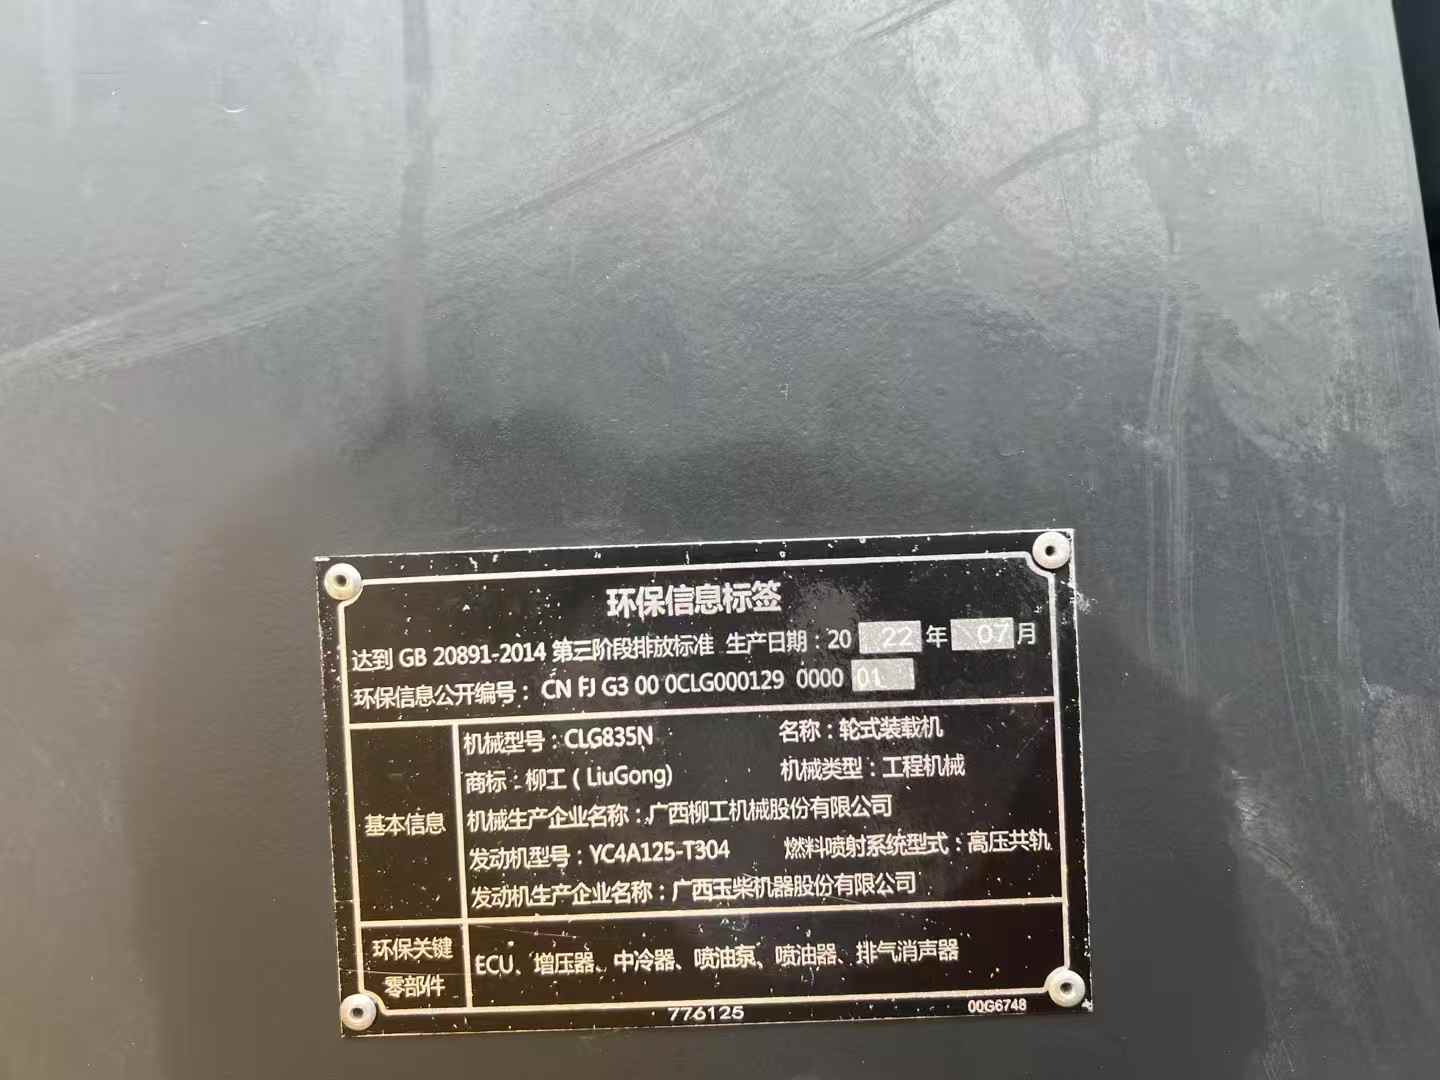 环保信息标签
达到 GB 20891-2014 第三阶段排放标准 生产日期：20 22 年 07 月
环保信息公开编号： CN FJ G3 00 0CLG000129 0000 01
机械型号：CLG835N 名称：轮式装载机
商标：柳工（LiuGong） 机械类型：工程机械
机械生产企业名称：广西柳工机械股份有限公司
基本信息
发动机型号：YC4A125-T304 燃料喷射系统型式：高压共轨
发动机生产企业名称：广西玉柴机器股份有限公司
环保关键
零部件
ECU、增压器、中冷器、喷油泵、喷油器、排气消声器
776125
00G6748